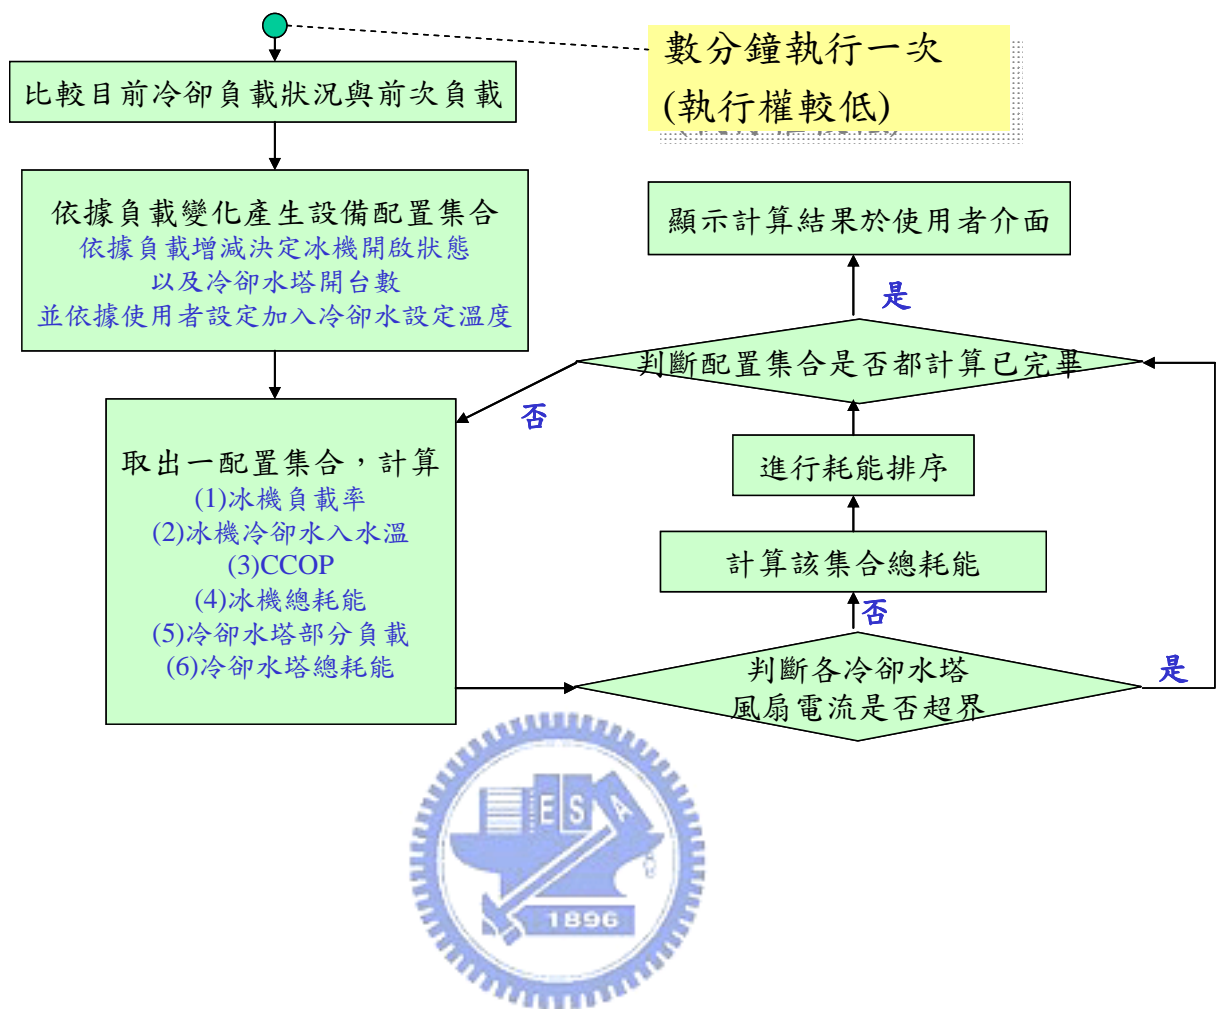 數分鐘執行一次
(執行權較低)
比較目前冷卻負載狀況與前次負載
依據負載變化產生設備配置集合
依據負載增減決定冰機開啟狀態
以及冷卻水塔開台數
並依據使用者設定加入冷卻水設定溫度
取出一配置集合，計算
(1)冰機負載率
(2)冰機冷卻水入水溫
(3)CCOP
(4)冰機總耗能
(5)冷卻水塔部分負載
(6)冷卻水塔總耗能
判斷各冷卻水塔
風扇電流是否超界
是
否
計算該集合總耗能
進行耗能排序
判斷配置集合是否都計算已完畢
否
是
顯示計算結果於使用者介面
E S A
1896